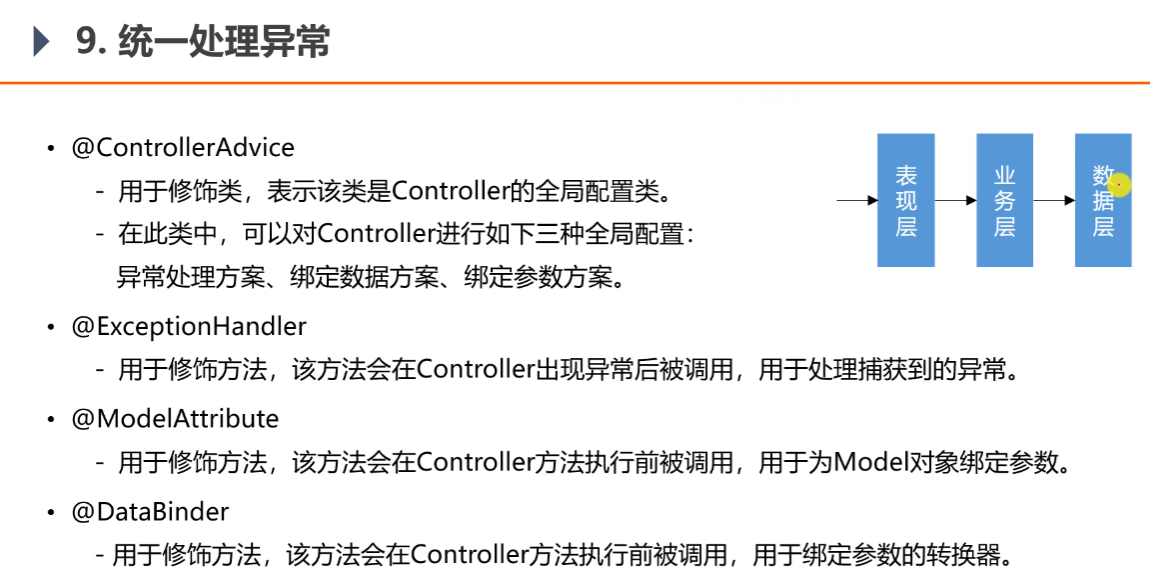 9. 统一处理异常
• @ControllerAdvice
- 用于修饰类，表示该类是Controller的全局配置类。
- 在此类中，可以对Controller进行如下三种全局配置：
异常处理方案、绑定数据方案、绑定参数方案。
• @ExceptionHandler
- 用于修饰方法，该方法会在Controller出现异常后被调用，用于处理捕获到的异常。
• @ModelAttribute
- 用于修饰方法，该方法会在Controller方法执行前被调用，用于为Model对象绑定参数。
• @DataBinder
- 用于修饰方法，该方法会在Controller方法执行前被调用，用于绑定参数的转换器。
表现层
业务层
数据层